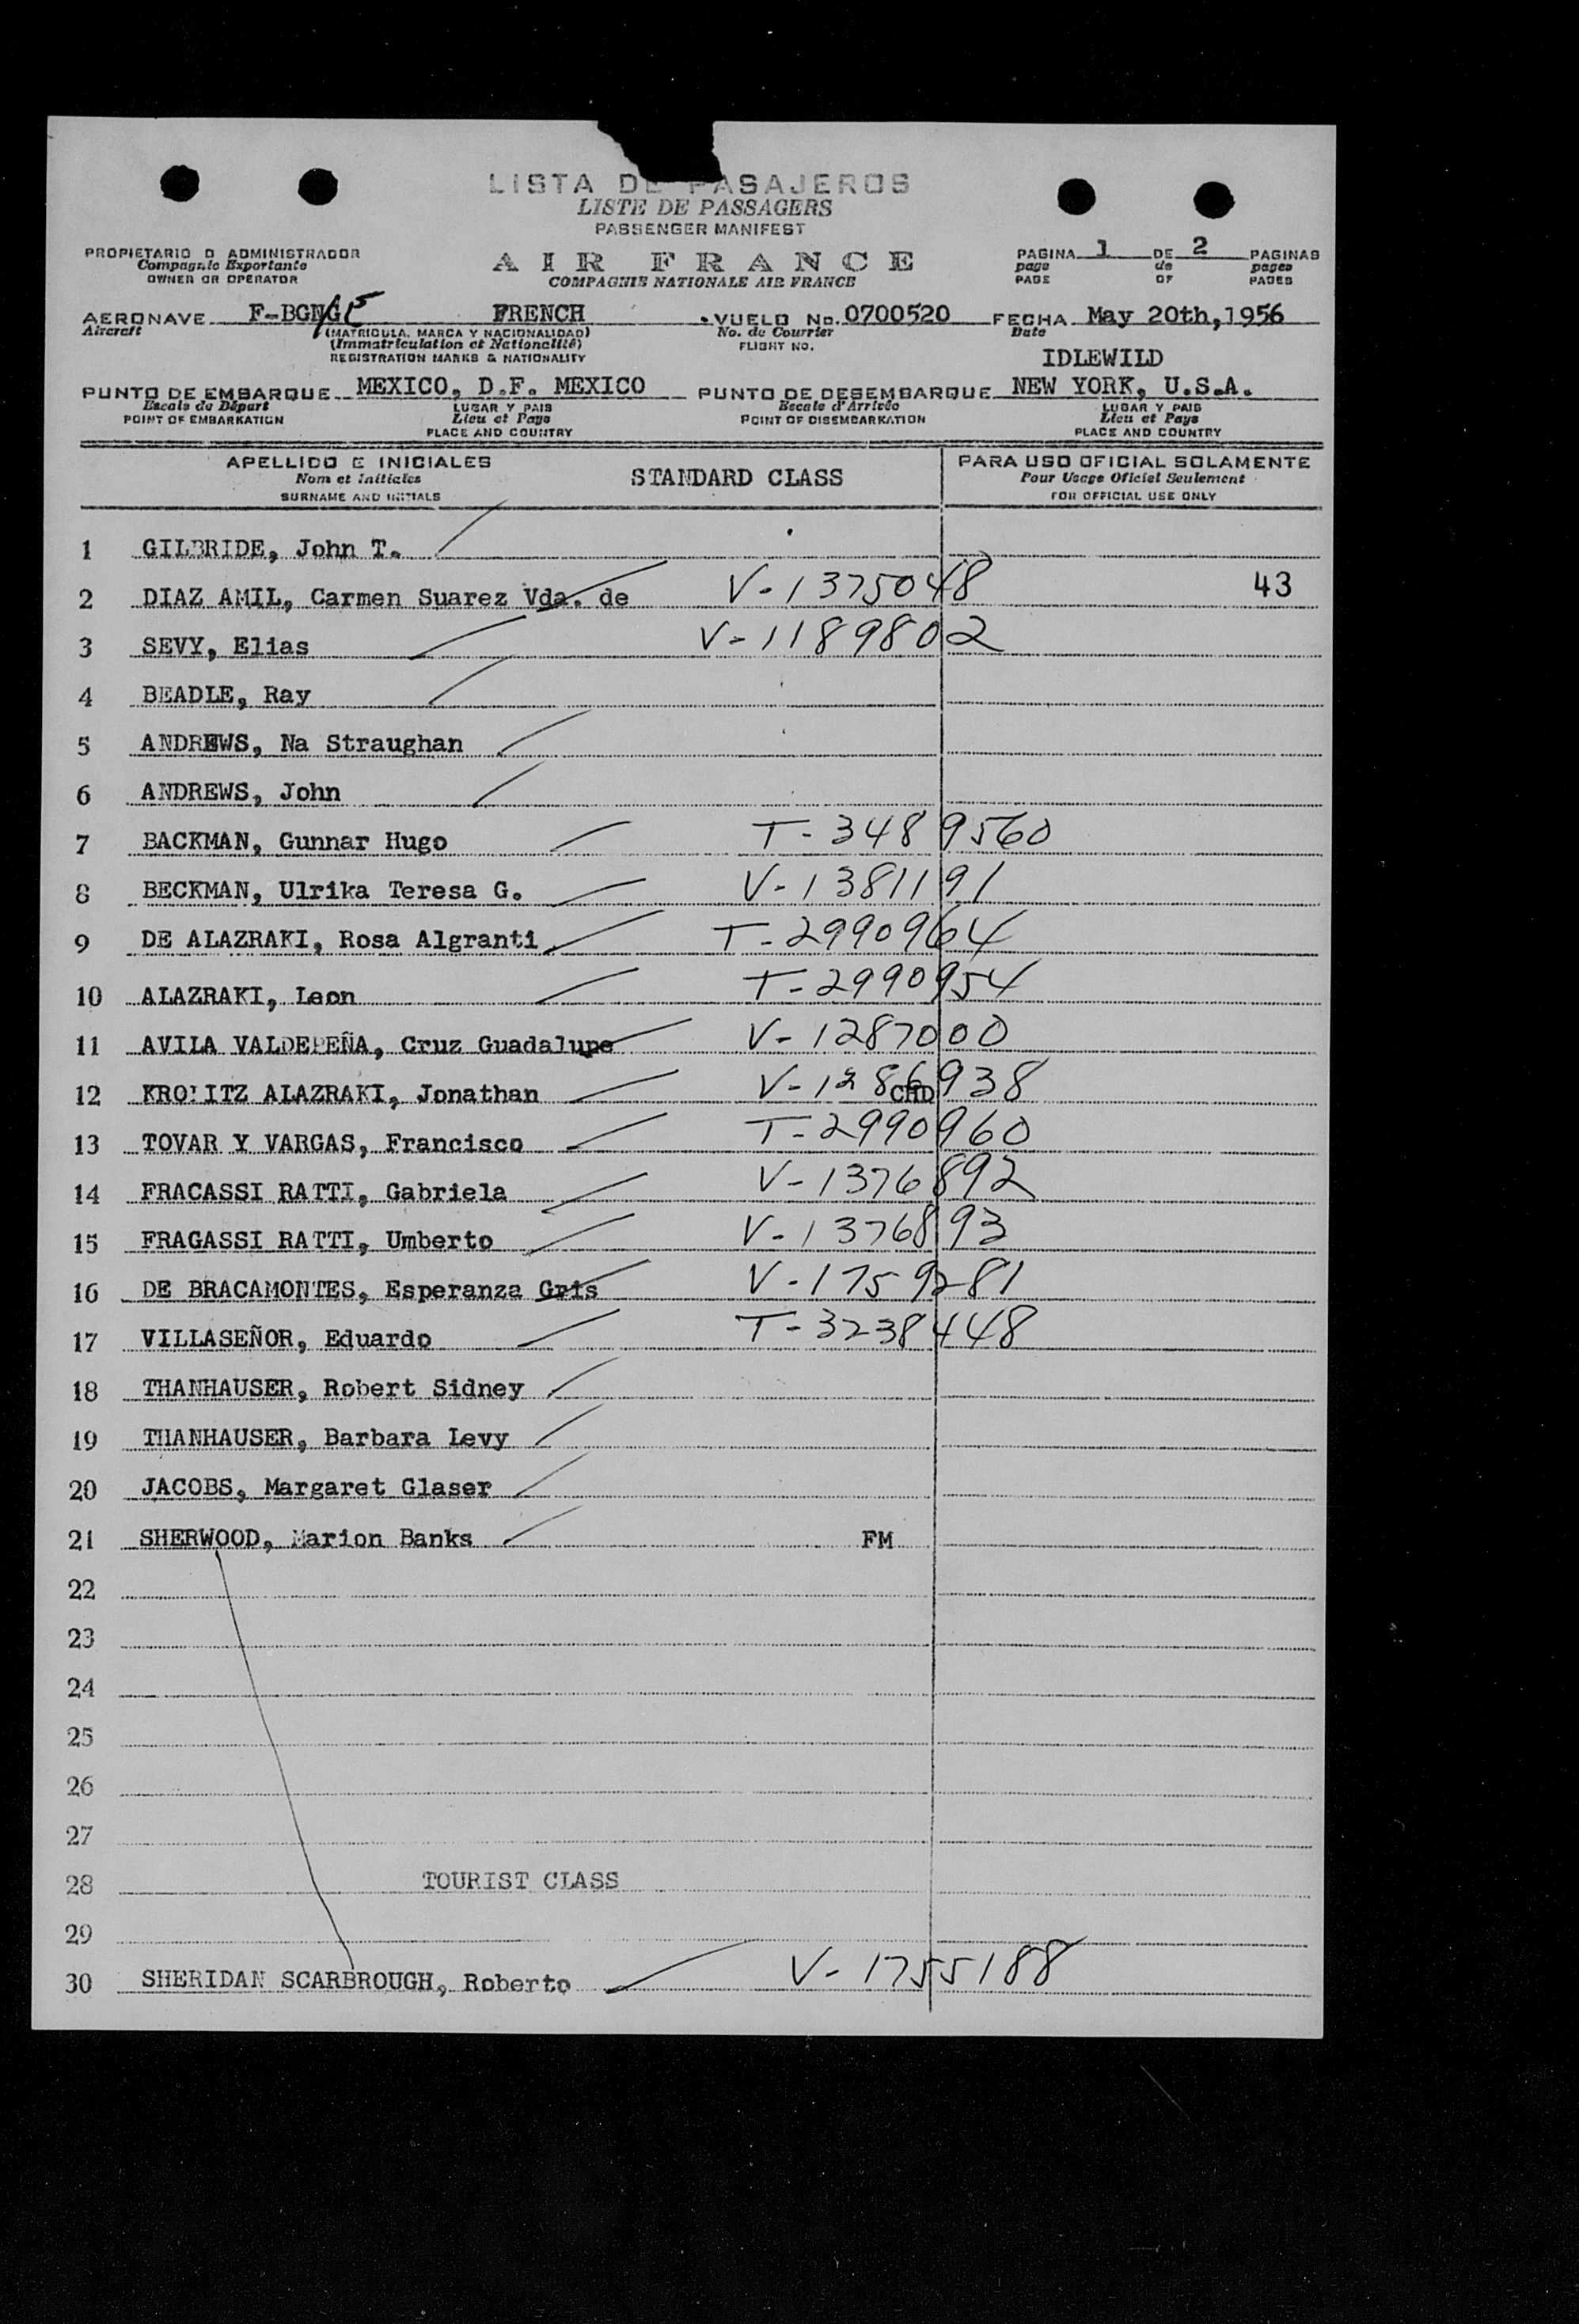 LISTA DE PASAJEROS
LISTE DE PASSAGERS
PASSENGER MANIFEST
PROPIETARIO O ADMINISTRADOR
Compagnie Exportante
OWNER OR OPERATOR
AIR FRANCE
COMPAGNIE NATIONALE AIR FRANCE
PAGINA 1 DE 2 PAGINAS
page de pages
PAGE OF PAGES
AERONAVE F-BGNG FRENCH VUELO No. 0700520 FECHA May 20th, 1956
Aircraft (MATRICULA, MARCA Y NACIONALIDAD) No. du Courrier Date
(Immatriculation et Nationalité) FLIGHT NO.
REGISTRATION MARKS & NATIONALITY IDLEWILD
PUNTO DE EMBARQUE MEXICO, D.F. MEXICO PUNTO DE DESEMBARQUE NEW YORK, U.S.A.
Escale de Départ LUGAR Y PAIS Escale d'Arrivée LUGAR Y PAIS
POINT OF EMBARKATION Lieu et Pays POINT OF DISEMBARKATION Lieu et Pays
PLACE AND COUNTRY PLACE AND COUNTRY
APELLIDO E INICIALES STANDARD CLASS PARA USO OFICIAL SOLAMENTE
Nom et Initiales Pour Usage Officiel Seulement
SURNAME AND INITIALS FOR OFFICIAL USE ONLY
1 GILBRIDE, John T.
2 DIAZ AMIL, Carmen Suarez Vda. de V-1375048 43
3 SEVY, Elias V-1189802
4 BEADLE, Ray
5 ANDREWS, Na Straughan
6 ANDREWS, John
7 BACKMAN, Gunnar Hugo T-3489560
8 BECKMAN, Ulrika Teresa G. V-1381191
9 DE ALAZRAKI, Rosa Algranti T-2990964
10 ALAZRAKI, Leon T-2990954
11 AVILA VALDEPEÑA, Cruz Guadalupe V-1287000
12 KROLITZ ALAZRAKI, Jonathan CHD V-1286938
13 TOVAR Y VARGAS, Francisco T-2990960
14 FRACASSI RATTI, Gabriela V-1376892
15 FRAGASSI RATTI, Umberto V-1376893
16 DE BRACAMONTES, Esperanza Gris V-1759281
17 VILLASEÑOR, Eduardo T-3238448
18 THANHAUSER, Robert Sidney
19 THANHAUSER, Barbara Levy
20 JACOBS, Margaret Glaser
21 SHERWOOD, Marion Banks FM
22
23
24
25
26
27
28 TOURIST CLASS
29
30 SHERIDAN SCARBROUGH, Roberto V-1755188